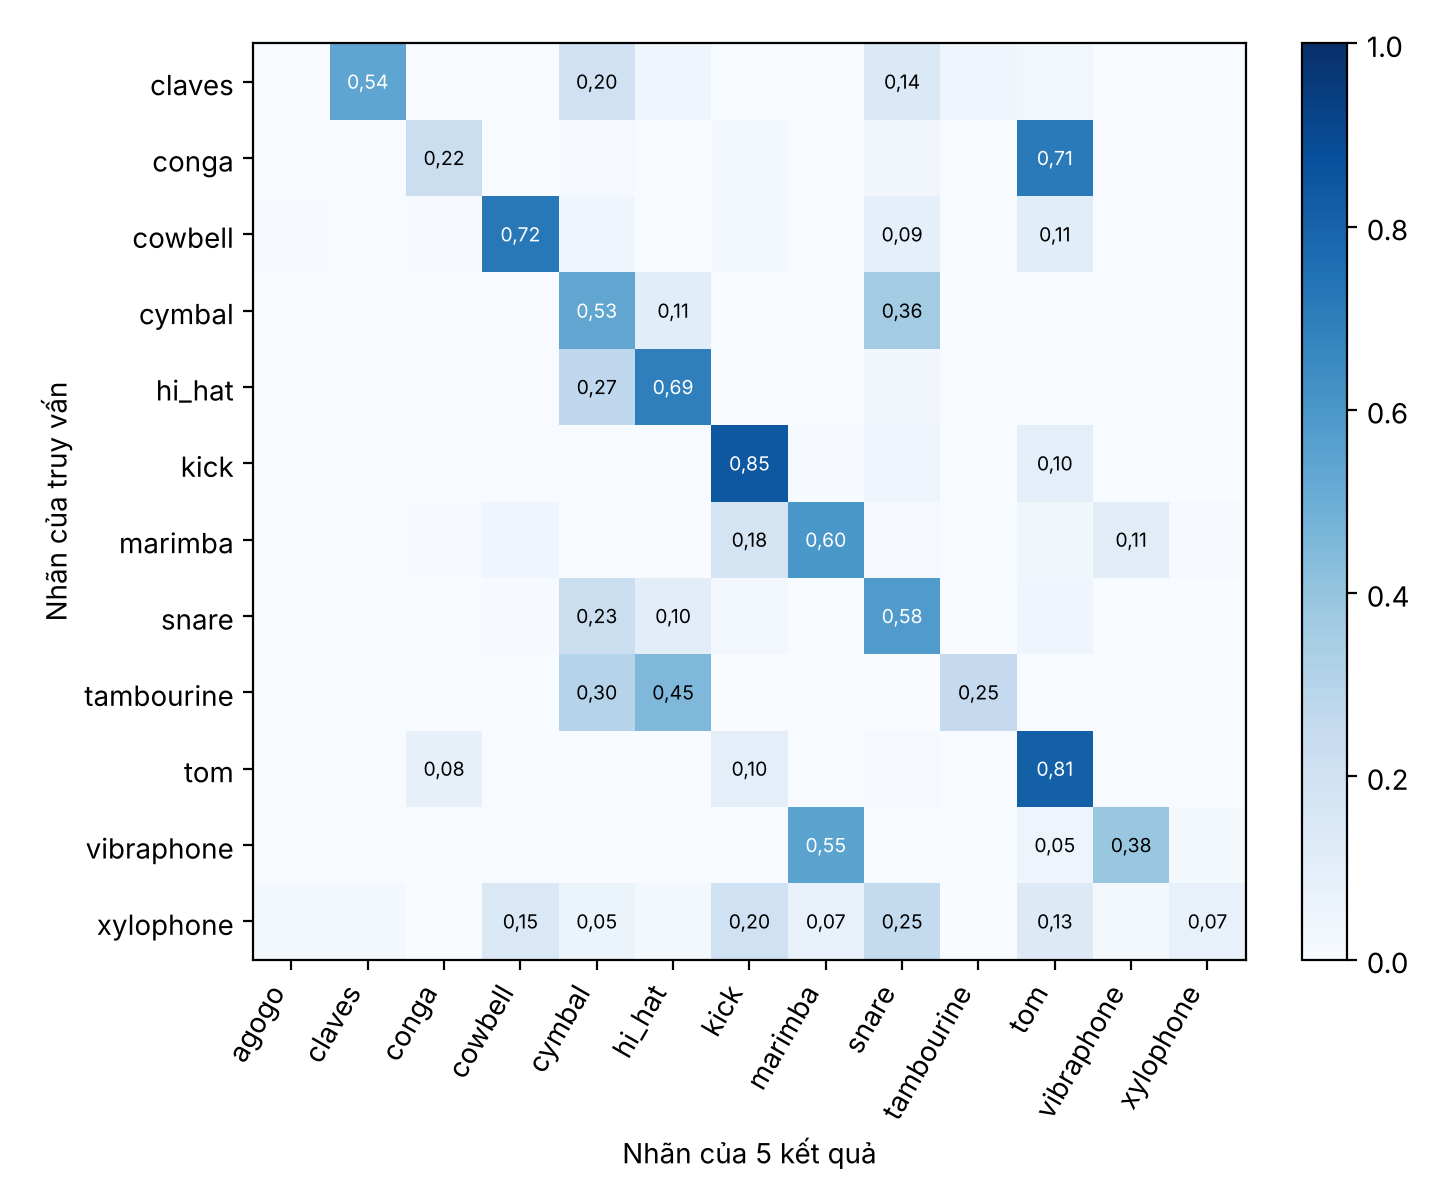 claves 0,54 0,20 0,14
conga 0,22 0,71
cowbell 0,72 0,09 0,11
cymbal 0,53 0,11 0,36
hi_hat 0,27 0,69
kick 0,85 0,10
marimba 0,18 0,60 0,11
snare 0,23 0,10 0,58
tambourine 0,30 0,45 0,25
tom 0,08 0,10 0,81
vibraphone 0,55 0,05 0,38
xylophone 0,15 0,05 0,20 0,07 0,25 0,13 0,07
Nhãn của truy vấn
agogo claves conga cowbell cymbal hi_hat kick marimba snare tambourine tom vibraphone xylophone
Nhãn của 5 kết quả
1.0
0.8
0.6
0.4
0.2
0.0